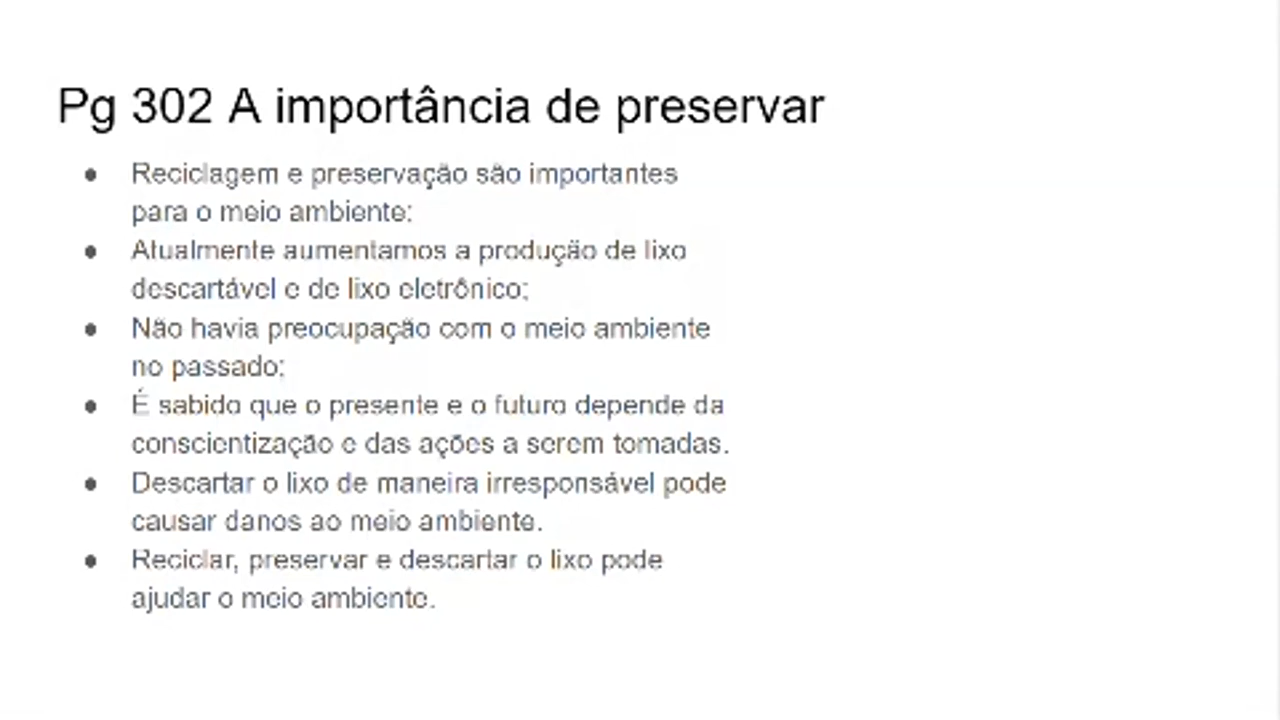 Pg 302 A importância de preservar
● Reciclagem e preservação são importantes
para o meio ambiente;
● Atualmente aumentamos a produção de lixo
descartável e de lixo eletrônico;
● Não havia preocupação com o meio ambiente
no passado;
● É sabido que o presente e o futuro depende da
conscientização e das ações a serem tomadas.
● Descartar o lixo de maneira irresponsável pode
causar danos ao meio ambiente.
● Reciclar, preservar e descartar o lixo pode
ajudar o meio ambiente.